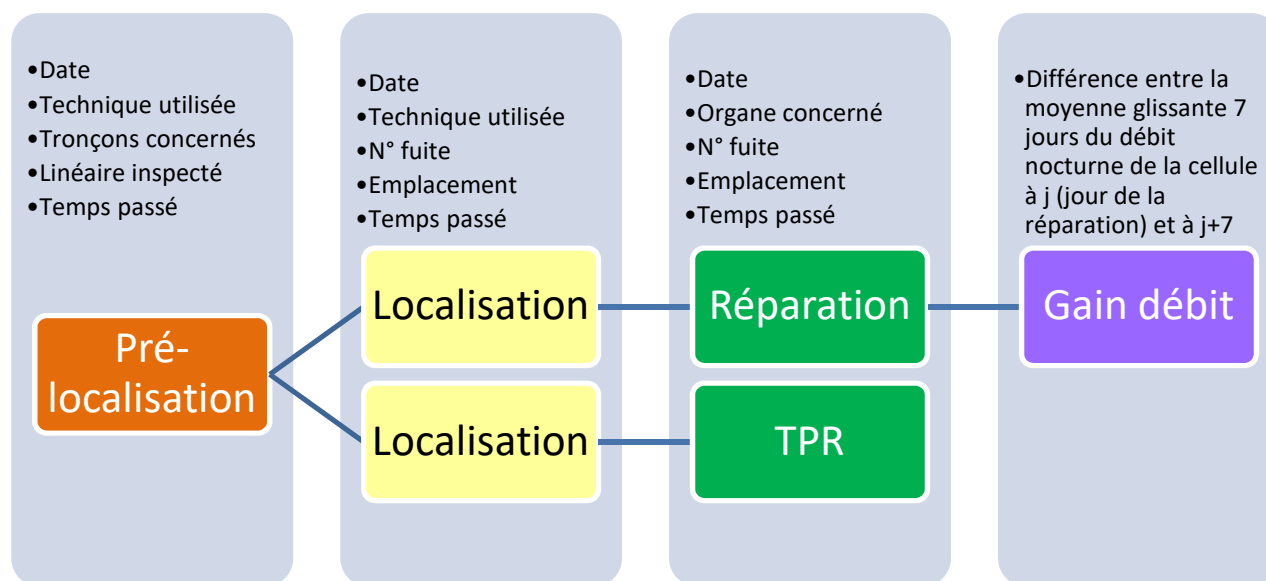 •Date
•Technique utilisée
•Tronçons concernés
•Linéaire inspecté
•Temps passé
Pré-
localisation
•Date
•Technique utilisée
•N° fuite
•Emplacement
•Temps passé
Localisation
Localisation
•Date
•Organe concerné
•N° fuite
•Emplacement
•Temps passé
Réparation
TPR
•Différence entre la
moyenne glissante 7
jours du débit
nocturne de la cellule
à j (jour de la
réparation) et à j+7
Gain débit